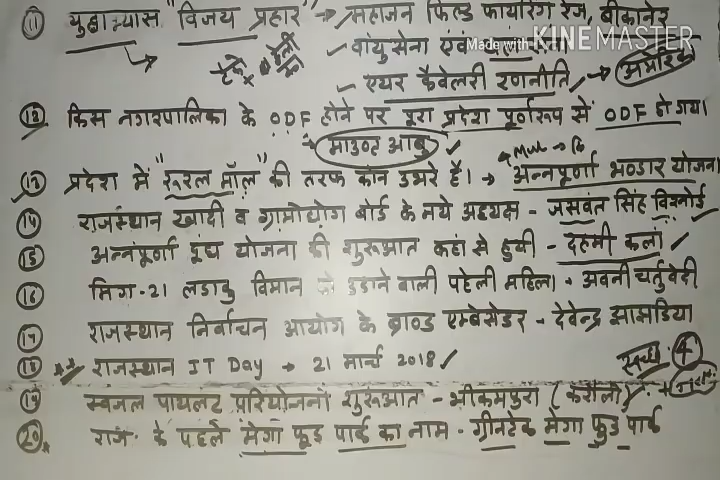 (11) युद्धाभ्यास "विजय प्रहार" → महाजन फिल्ड फायरिंग रेंज, बीकानेर
वायुसेना एवं थल सेना
Made with KINEMASTER
एयर कैवेलरी रणनीति →
(12) किस नगरपालिका के ODF होने पर पूरा प्रदेश पूर्णरूप से ODF हो गया।
→ माउण्ट आबु
(13) प्रदेश में "रूरल मॉल" की तरफ कौन उभरे है। → अन्नपूर्णा भण्डार योजना
(14) राजस्थान खादी व ग्रामोद्योग बोर्ड के नये अध्यक्ष - जसवंत सिंह विश्नोई
(15) अन्नपूर्णा दूध योजना की शुरूआत कहां से हुयी - दहमी कलां
(16) मिग-21 लडाकु विमान को उडाने वाली पहेली महिला - अवनी चर्तुवेदी
(17) राजस्थान निर्वाचन आयोग के ब्राण्ड एम्बेसेडर - देवेन्द्र झाझडिया
(18) राजस्थान IT Day → 21 मार्च 2018
(19) स्वजल पायलट परियोजना शुरूआत - भीकमपुरा (करौली)
(20) राज. के पहले मेगा फूड पार्क का नाम - ग्रीनटेक मेगा फुड पार्क